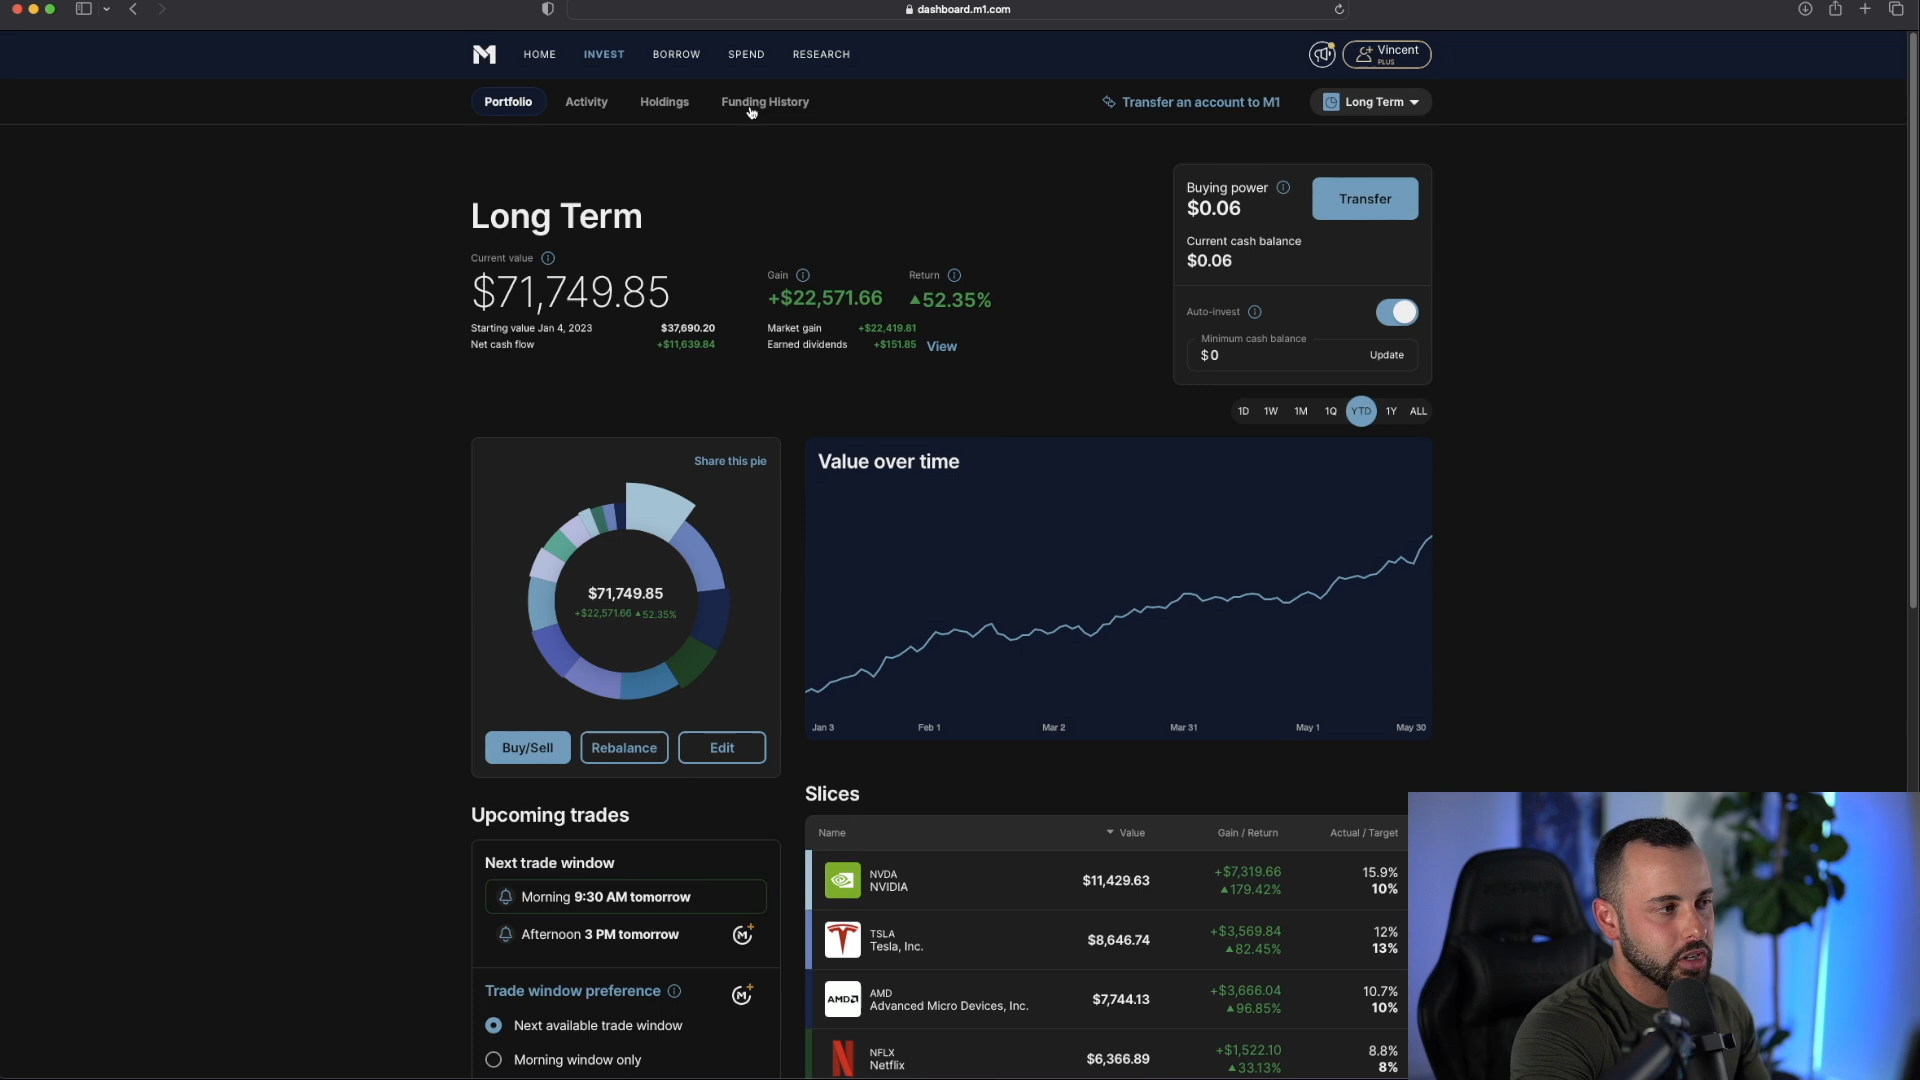 dashboard.m1.com
HOME INVEST BORROW SPEND RESEARCH
Vincent
PLUS
Portfolio Activity Holdings Funding History
Transfer an account to M1
Long Term
Long Term
Current value
$71,749.85
Starting value Jan 4, 2023 $37,690.20
Net cash flow +$11,639.84
Gain
+$22,571.66
Return
52.35%
Market gain +$22,419.81
Earned dividends +$151.85 View
Buying power
$0.06
Transfer
Current cash balance
$0.06
Auto-invest
Minimum cash balance
$0
Update
1D 1W 1M 1Q YTD 1Y ALL
Share this pie
$71,749.85
+$22,571.66 ▲52.35%
Buy/Sell Rebalance Edit
Value over time
Jan 3 Feb 1 Mar 2 Mar 31 May 1 May 30
Upcoming trades
Next trade window
Morning 9:30 AM tomorrow
Afternoon 3 PM tomorrow
Trade window preference
Next available trade window
Morning window only
Slices
Name Value Gain / Return Actual / Target
NVDA
NVIDIA
$11,429.63
+$7,319.66
▲179.42%
15.9%
10%
TSLA
Tesla, Inc.
$8,646.74
+$3,569.84
▲82.45%
12%
13%
AMD
AMD
Advanced Micro Devices, Inc.
$7,744.13
+$3,666.04
▲96.85%
10.7%
10%
NFLX
Netflix
$6,366.89
+$1,522.10
▲33.13%
8.8%
8%